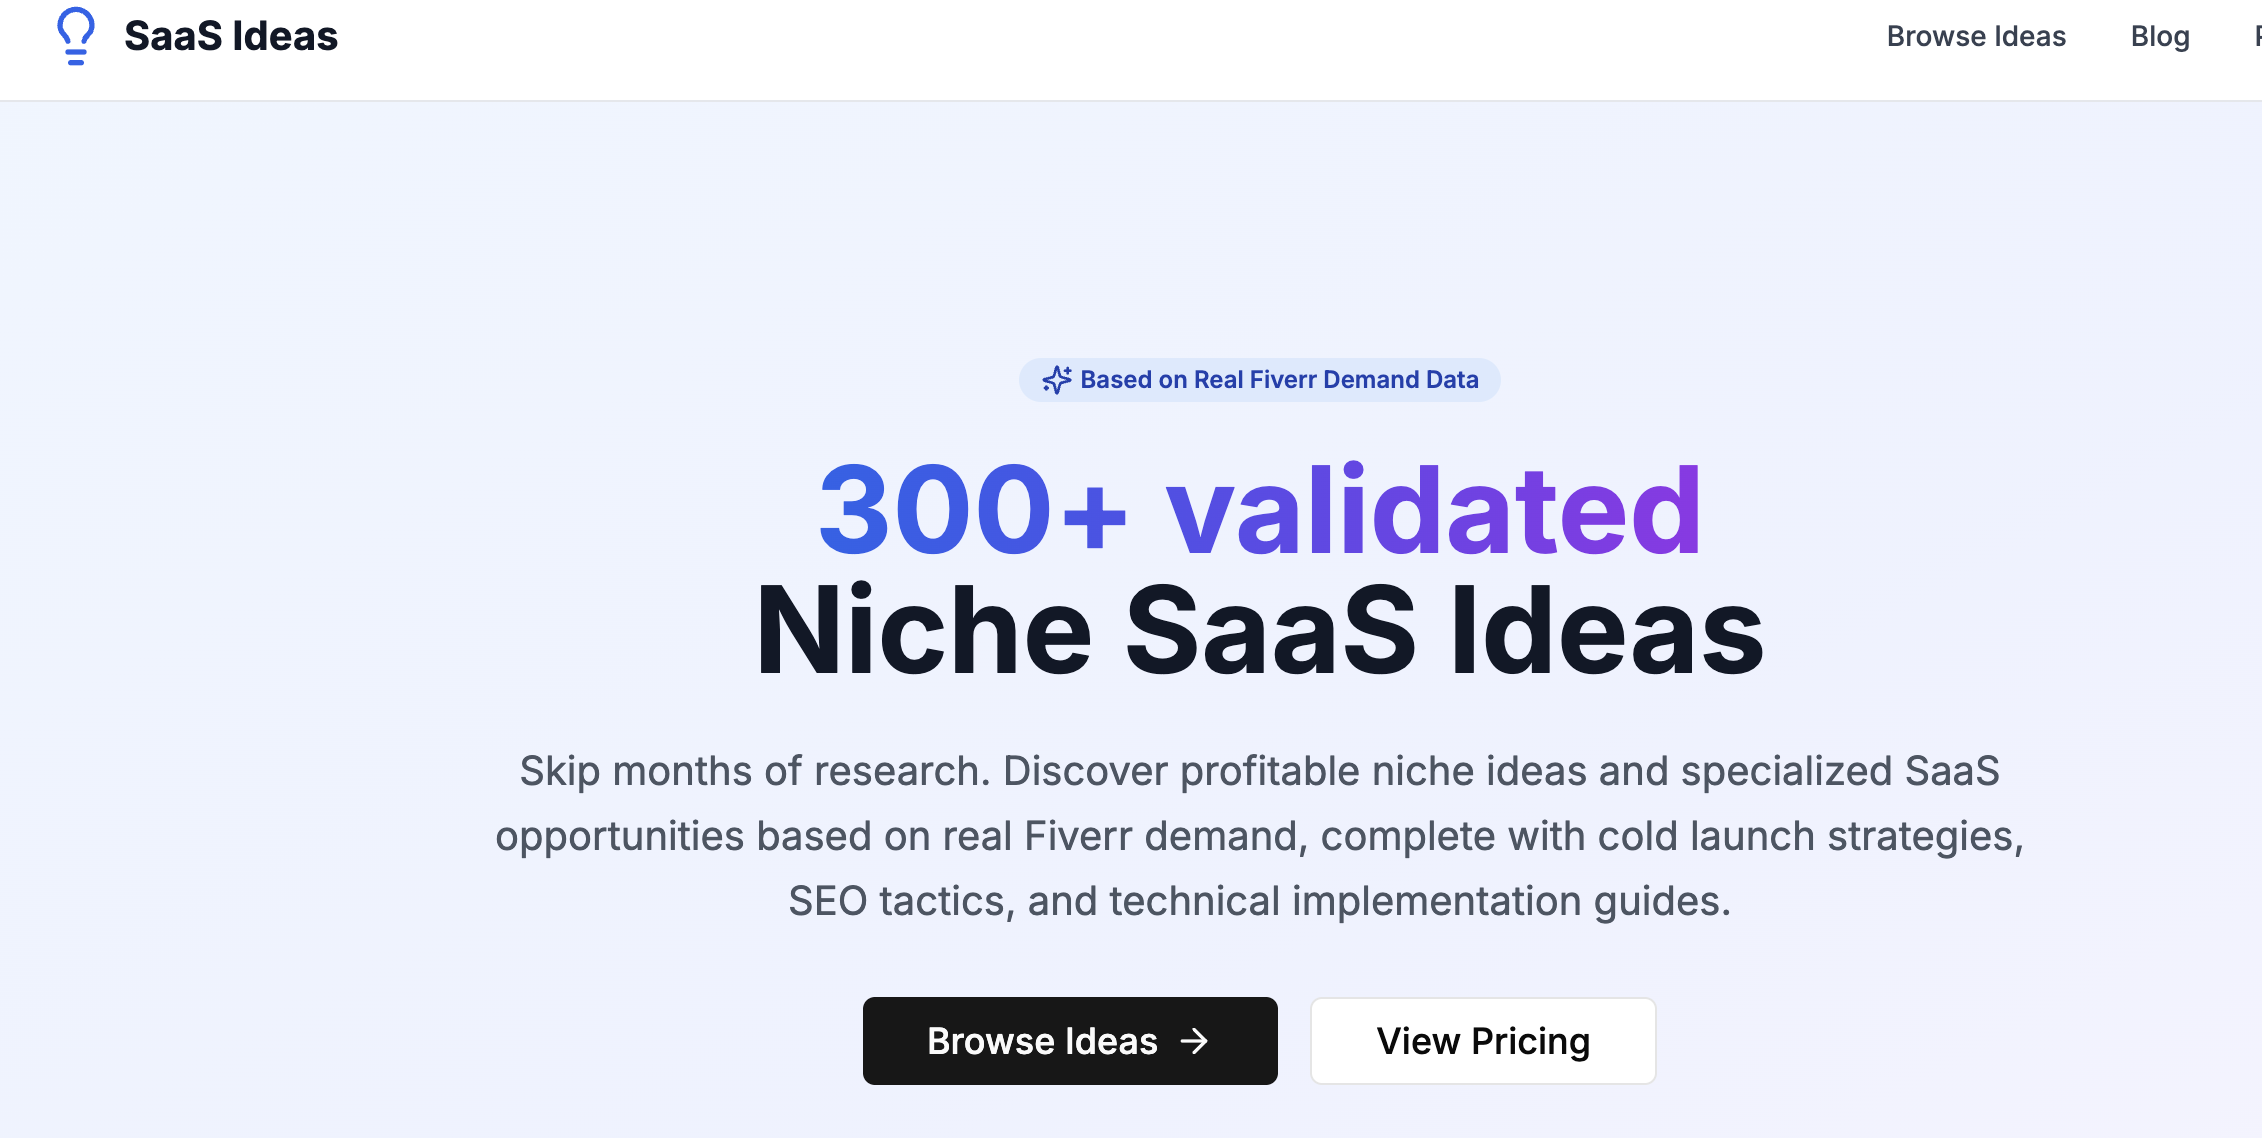 SaaS Ideas
Browse Ideas
Blog
Based on Real Fiverr Demand Data
300+ validated
Niche SaaS Ideas
Skip months of research. Discover profitable niche ideas and specialized SaaS
opportunities based on real Fiverr demand, complete with cold launch strategies,
SEO tactics, and technical implementation guides.
Browse Ideas →
View Pricing